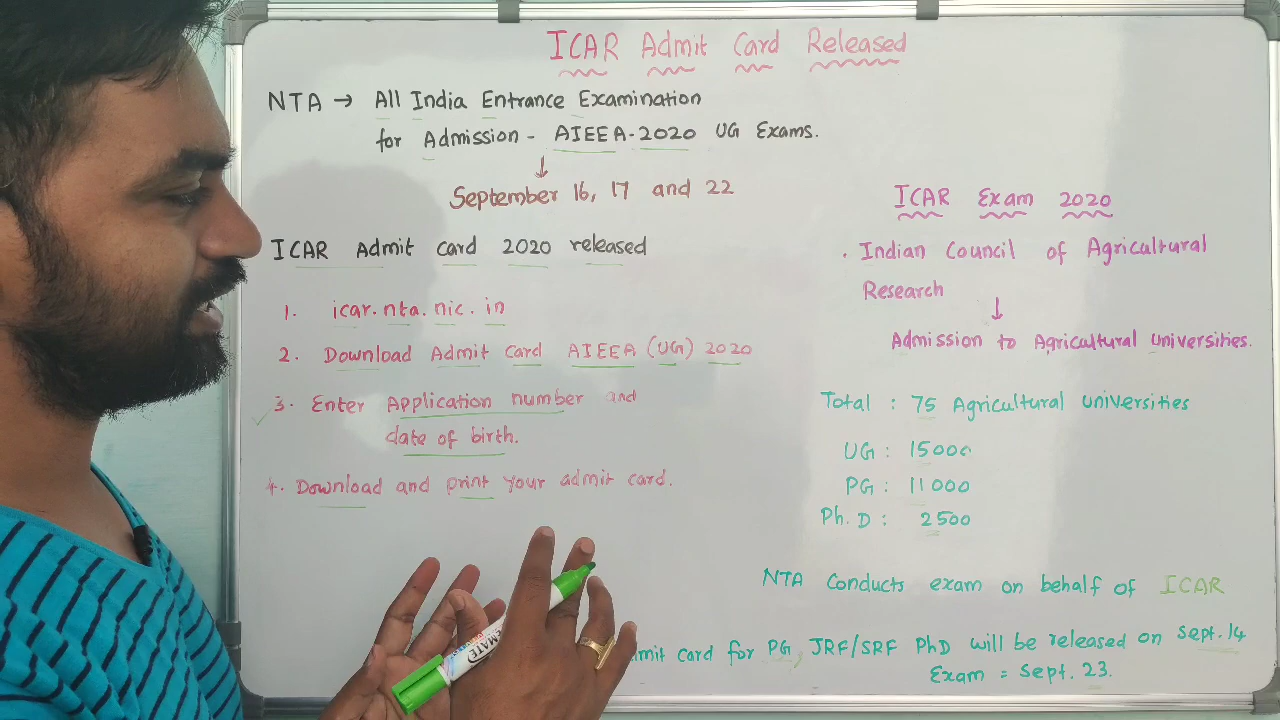 ICAR Admit Card Released
NTA → All India Entrance Examination
for Admission - AIEEA-2020 UG Exams.
↓
September 16, 17 and 22
ICAR Admit card 2020 released
1. icar.nta.nic.in
2. Download Admit card AIEEA (UG) 2020
3. Enter Application number and
date of birth.
4. Download and print your admit card.
ICAR Exam 2020
. Indian Council of Agricultural
Research
↓
Admission to Agricultural Universities.
Total : 75 Agricultural Universities
UG : 15000
PG : 11000
Ph.D : 2500
NTA Conducts exam on behalf of ICAR
card for PG, JRF/SRF PhD will be released on Sept.14
Exam = Sept. 23.